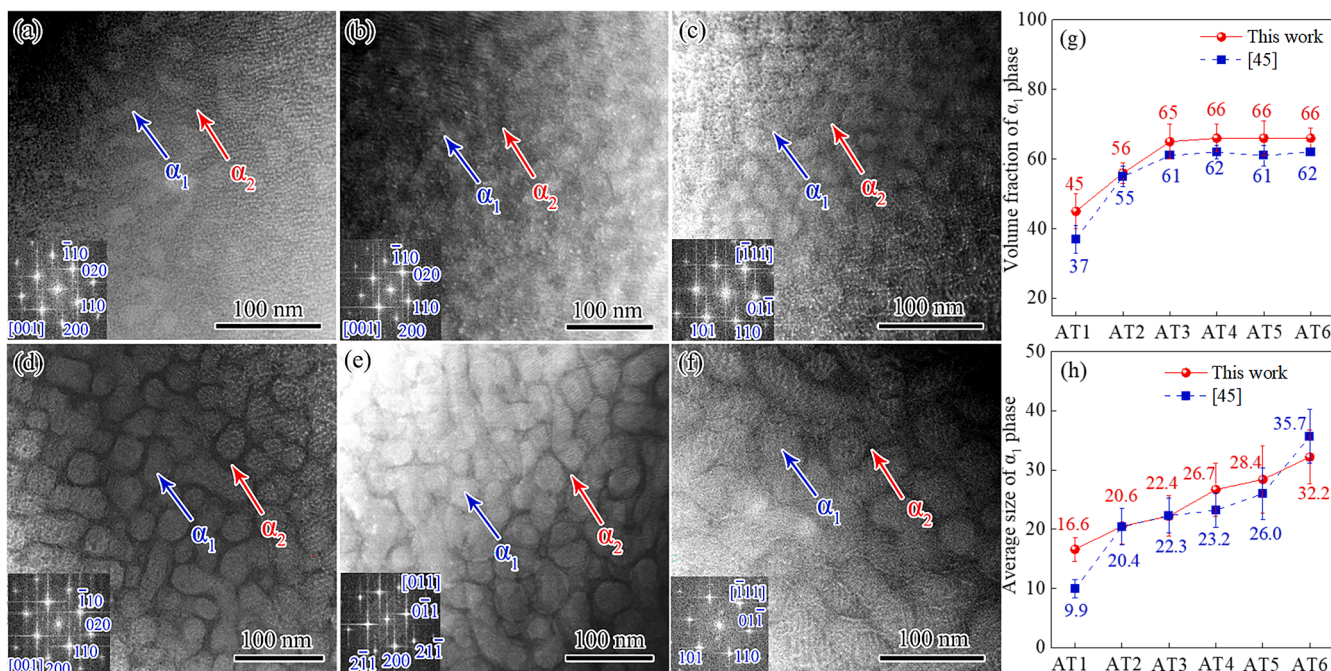 (a)
α₁
α₂
1̄10
020
110
[001]
200
100 nm
(b)
α₁
α₂
1̄10
020
110
[001]
200
100 nm
(c)
α₁
α₂
[1̄11]
011̄
101
110
100 nm
(d)
α₁
α₂
1̄10
020
110
[001]
200
100 nm
(e)
α₁
α₂
[011]
01̄1
21̄1
200
211̄
100 nm
(f)
α₁
α₂
[1̄11]
011̄
101
110
100 nm
(g)
This work
[45]
Volume fraction of α₁ phase
100
80
60
40
20
45
56
65
66
66
66
37
55
61
62
61
62
AT1 AT2 AT3 AT4 AT5 AT6
(h)
This work
[45]
Average size of α₁ phase
50
40
30
20
10
0
16.6
20.6
22.4
26.7
28.4
35.7
9.9
20.4
22.3
23.2
26.0
32.2
AT1 AT2 AT3 AT4 AT5 AT6